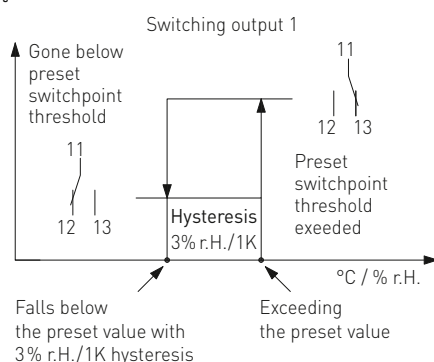 Switching output 1
Gone below
preset
switchpoint
threshold
11
12 13
11
12 13
Preset
switchpoint
threshold
exeeded
Hysteresis
3% r.H./1K
°C / % r.H.
Falls below
the preset value with
3% r.H./1K hysteresis
Exceeding
the preset value